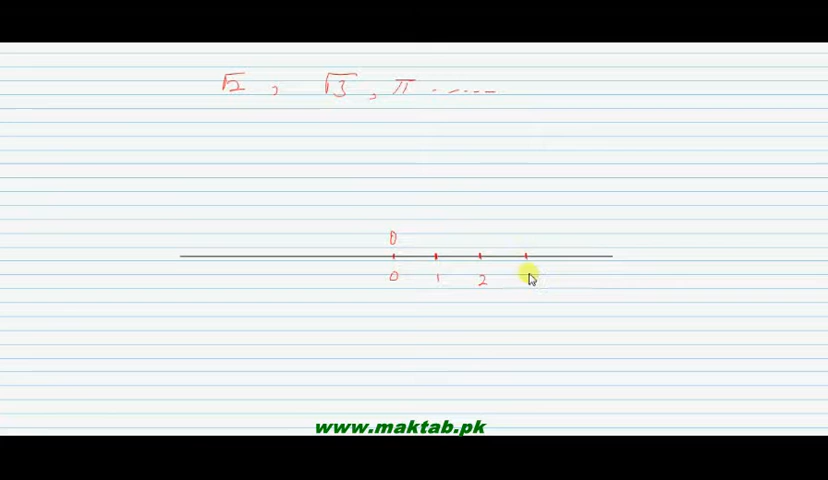 √2 , √3 , π ......
0
0 1 2
www.maktab.pk